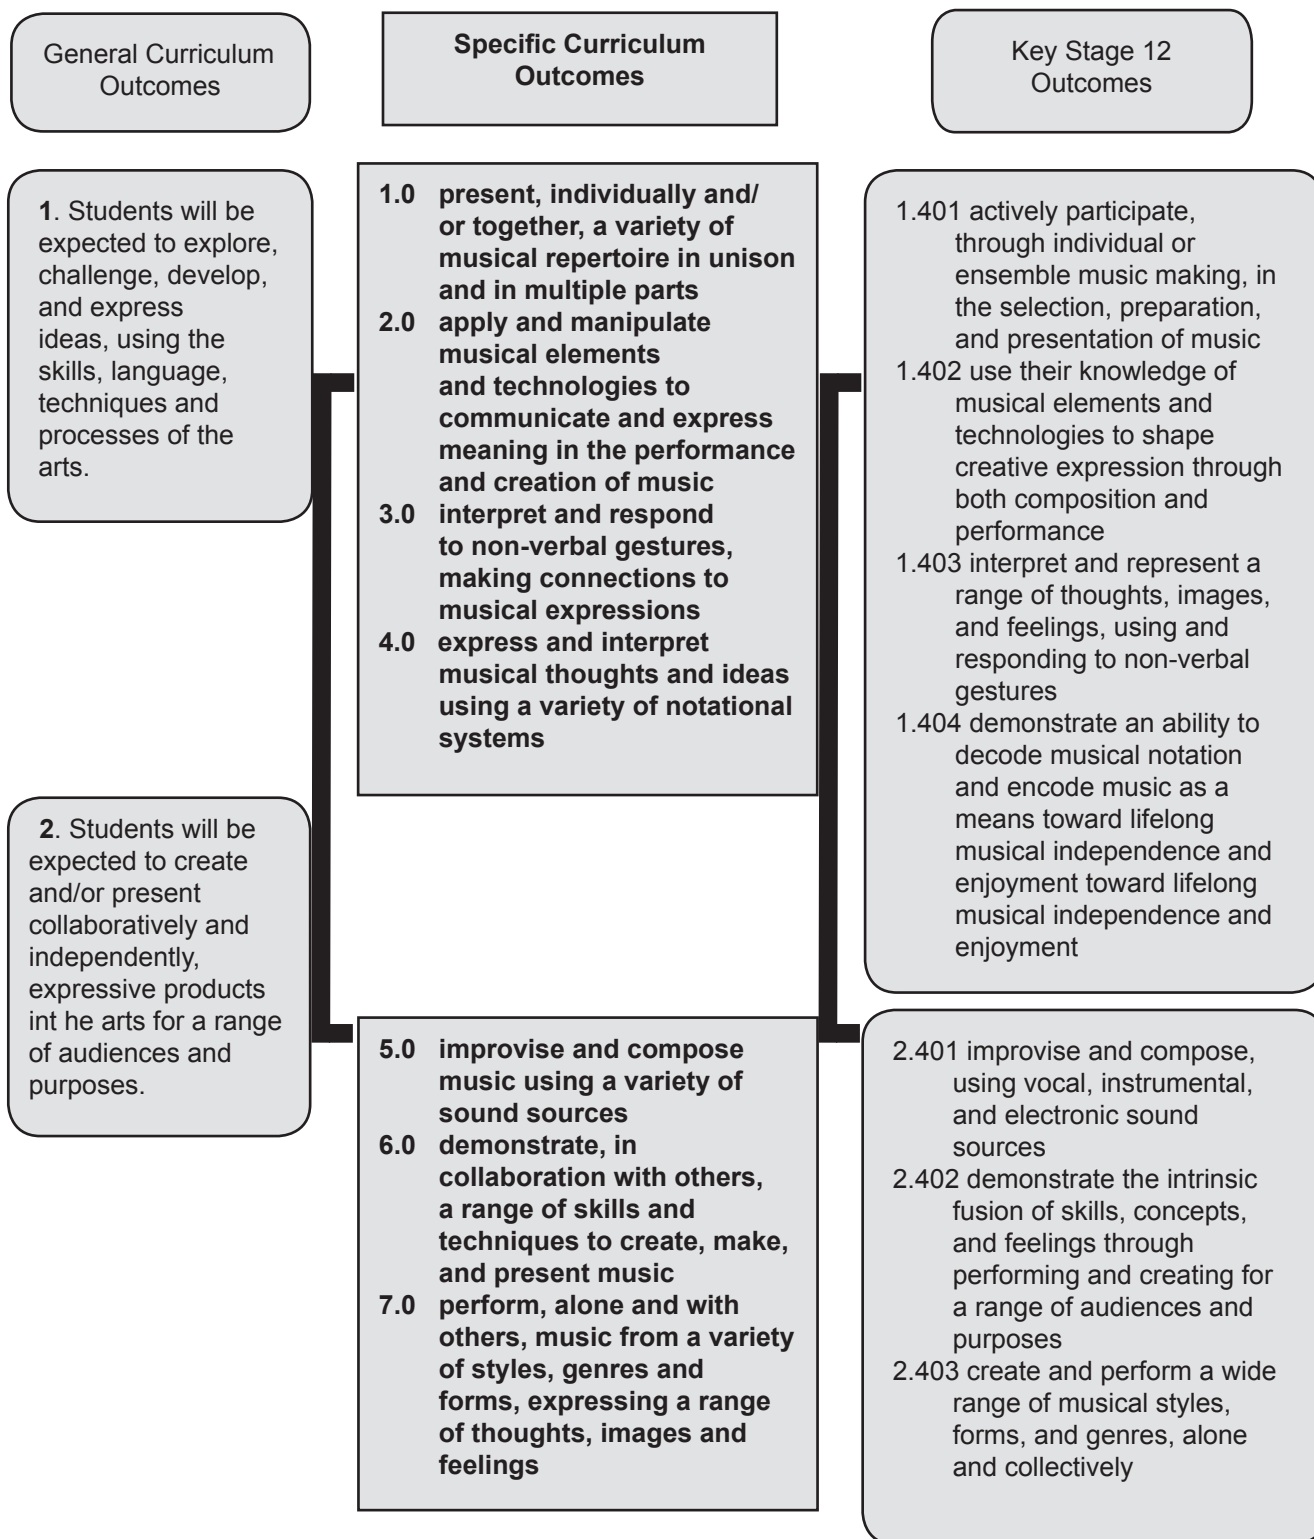 General Curriculum
Outcomes
Specific Curriculum
Outcomes
Key Stage 12
Outcomes
1. Students will be
expected to explore,
challenge, develop,
and express
ideas, using the
skills, language,
techniques and
processes of the
arts.
2. Students will be
expected to create
and/or present
collaboratively and
independently,
expressive products
int he arts for a range
of audiences and
purposes.
1.0 present, individually and/
or together, a variety of
musical repertoire in unison
and in multiple parts
2.0 apply and manipulate
musical elements
and technologies to
communicate and express
meaning in the performance
and creation of music
3.0 interpret and respond
to non-verbal gestures,
making connections to
musical expressions
4.0 express and interpret
musical thoughts and ideas
using a variety of notational
systems
5.0 improvise and compose
music using a variety of
sound sources
6.0 demonstrate, in
collaboration with others,
a range of skills and
techniques to create, make,
and present music
7.0 perform, alone and with
others, music from a variety
of styles, genres and
forms, expressing a range
of thoughts, images and
feelings
1.401 actively participate,
through individual or
ensemble music making, in
the selection, preparation,
and presentation of music
1.402 use their knowledge of
musical elements and
technologies to shape
creative expression through
both composition and
performance
1.403 interpret and represent a
range of thoughts, images,
and feelings, using and
responding to non-verbal
gestures
1.404 demonstrate an ability to
decode musical notation
and encode music as a
means toward lifelong
musical independence and
enjoyment toward lifelong
musical independence and
enjoyment
2.401 improvise and compose,
using vocal, instrumental,
and electronic sound
sources
2.402 demonstrate the intrinsic
fusion of skills, concepts,
and feelings through
performing and creating for
a range of audiences and
purposes
2.403 create and perform a wide
range of musical styles,
forms, and genres, alone
and collectively